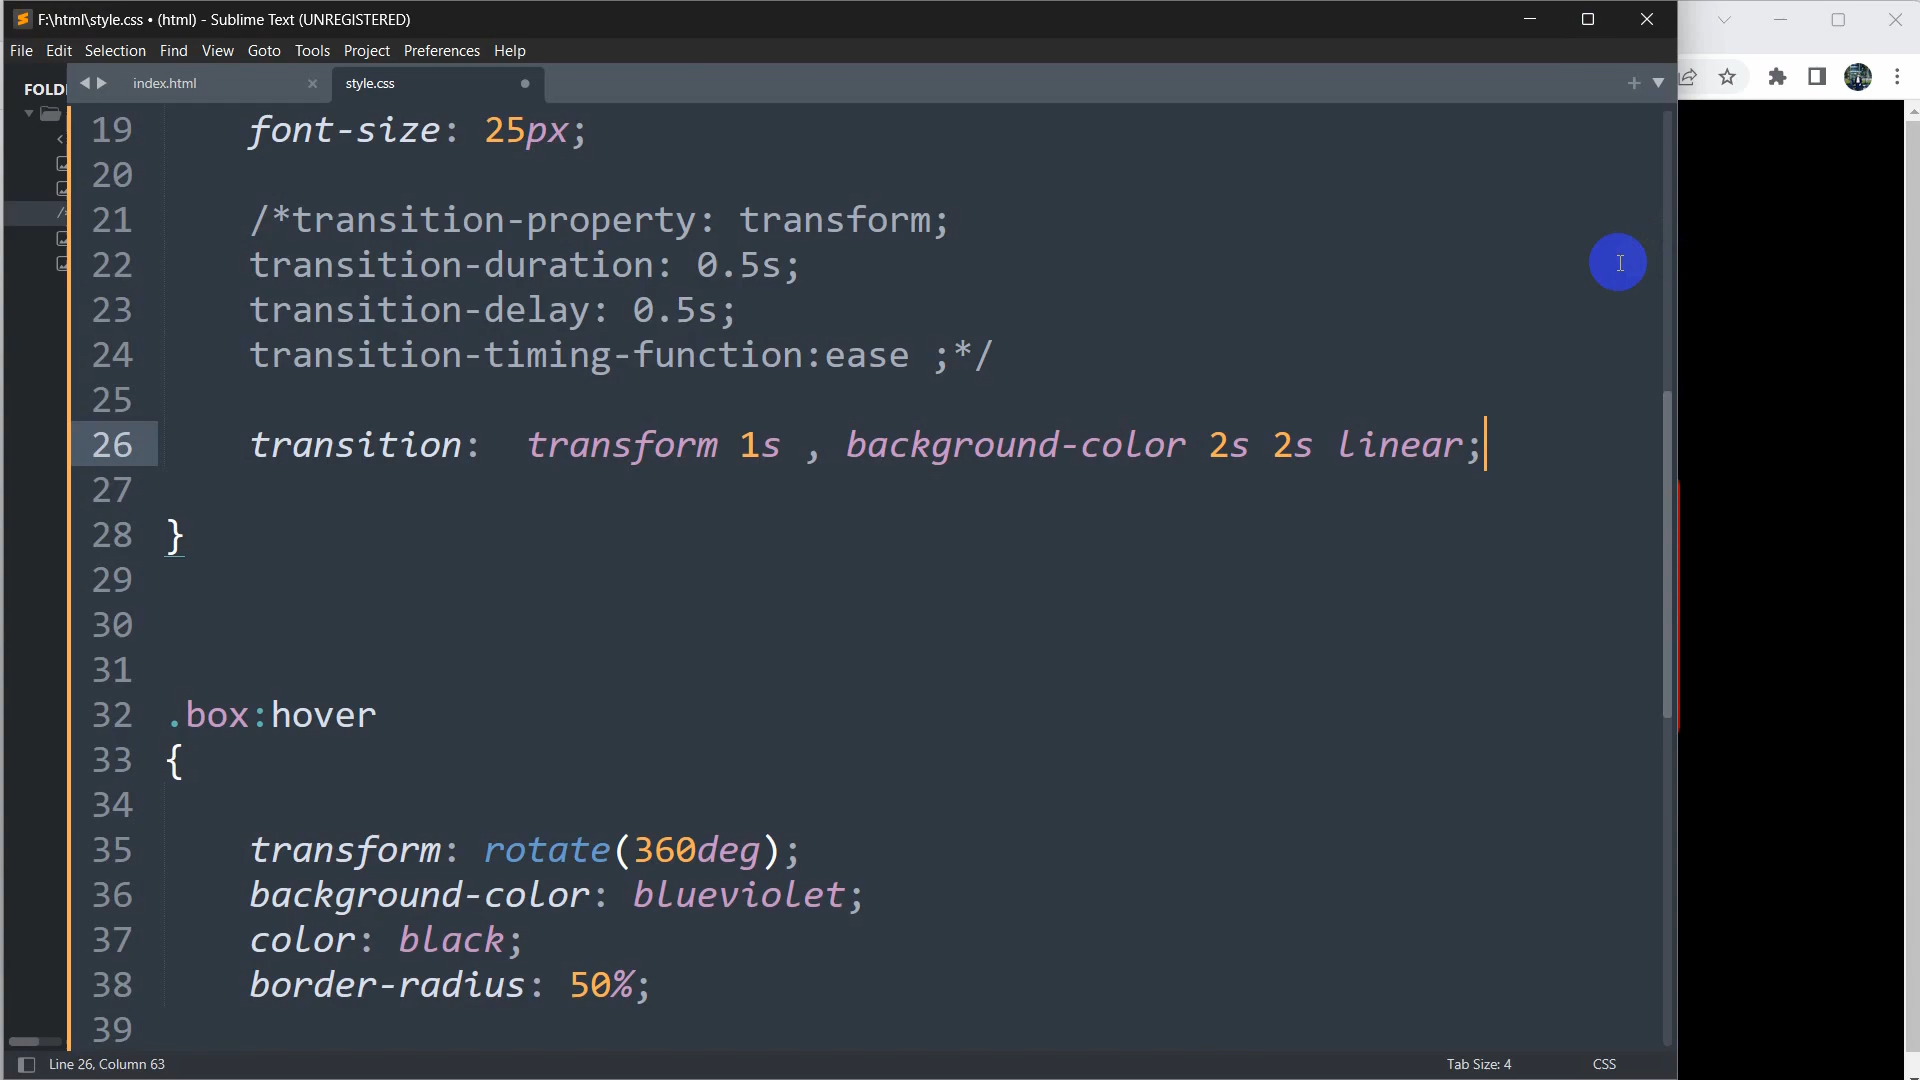 F:\html\style.css • (html) - Sublime Text (UNREGISTERED)
File Edit Selection Find View Goto Tools Project Preferences Help
FOLD
index.html
style.css
19 font-size: 25px;
20
21 /*transition-property: transform;
22 transition-duration: 0.5s;
23 transition-delay: 0.5s;
24 transition-timing-function:ease ;*/
25
26 transition:  transform 1s , background-color 2s 2s linear;
27
28 }
29
30
31
32 .box:hover
33 {
34
35 transform: rotate(360deg);
36 background-color: blueviolet;
37 color: black;
38 border-radius: 50%;
39
Line 26, Column 63
Tab Size: 4
CSS